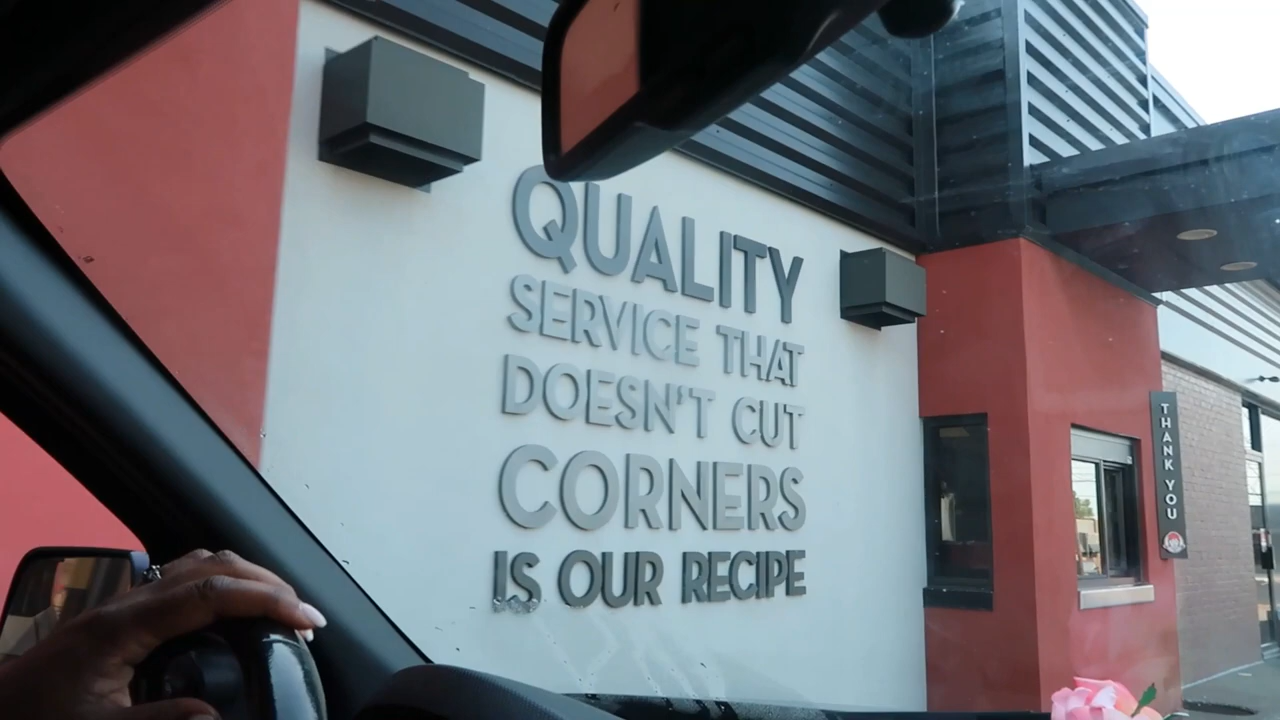 QUALITY
SERVICE THAT
DOESN'T CUT
CORNERS
IS OUR RECIPE
THANK YOU